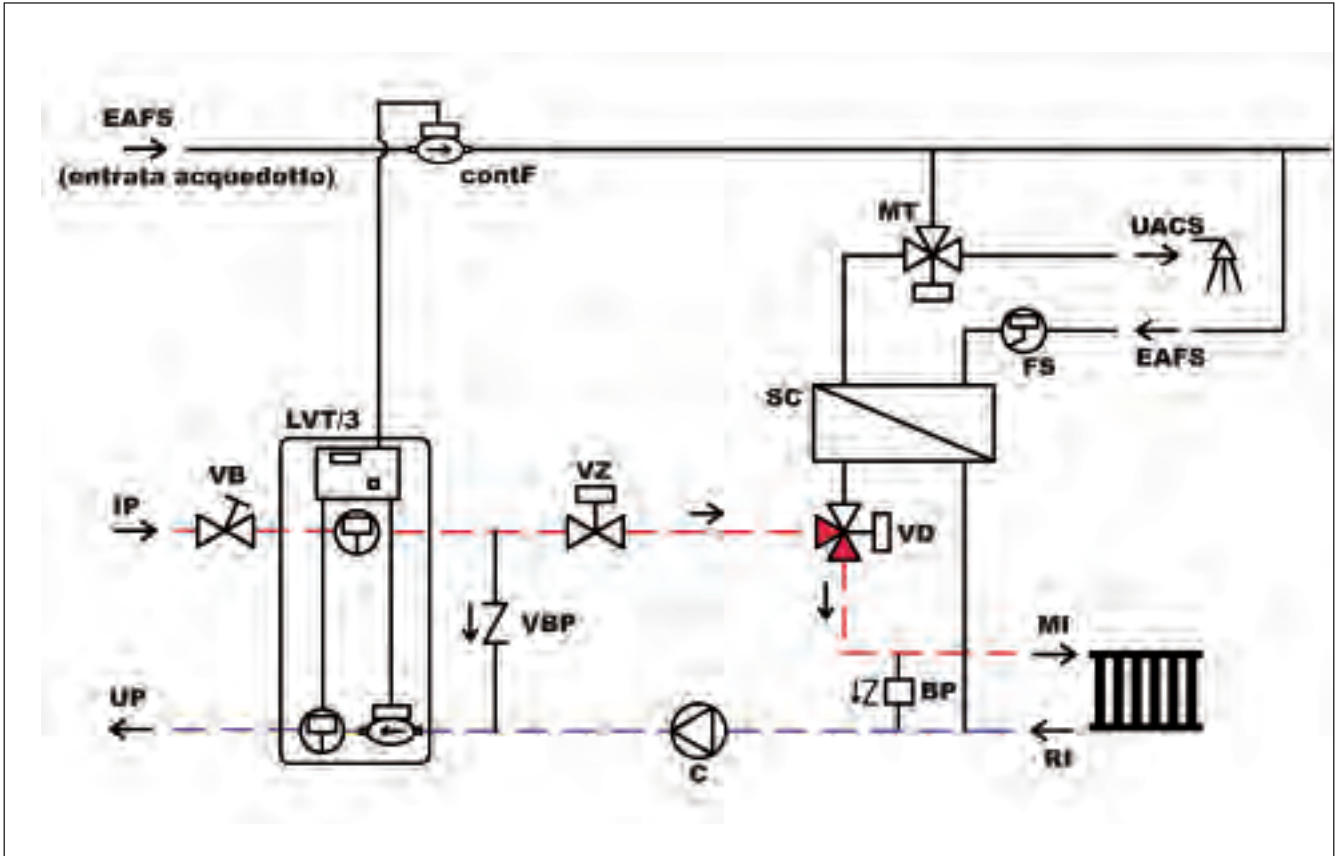 EAFS
(entrata acquedotto)
contF
MT
UACS
FS
EAFS
SC
LVT/3
VB
VZ
IP
VD
VBP
MI
UP
BP
C
RI